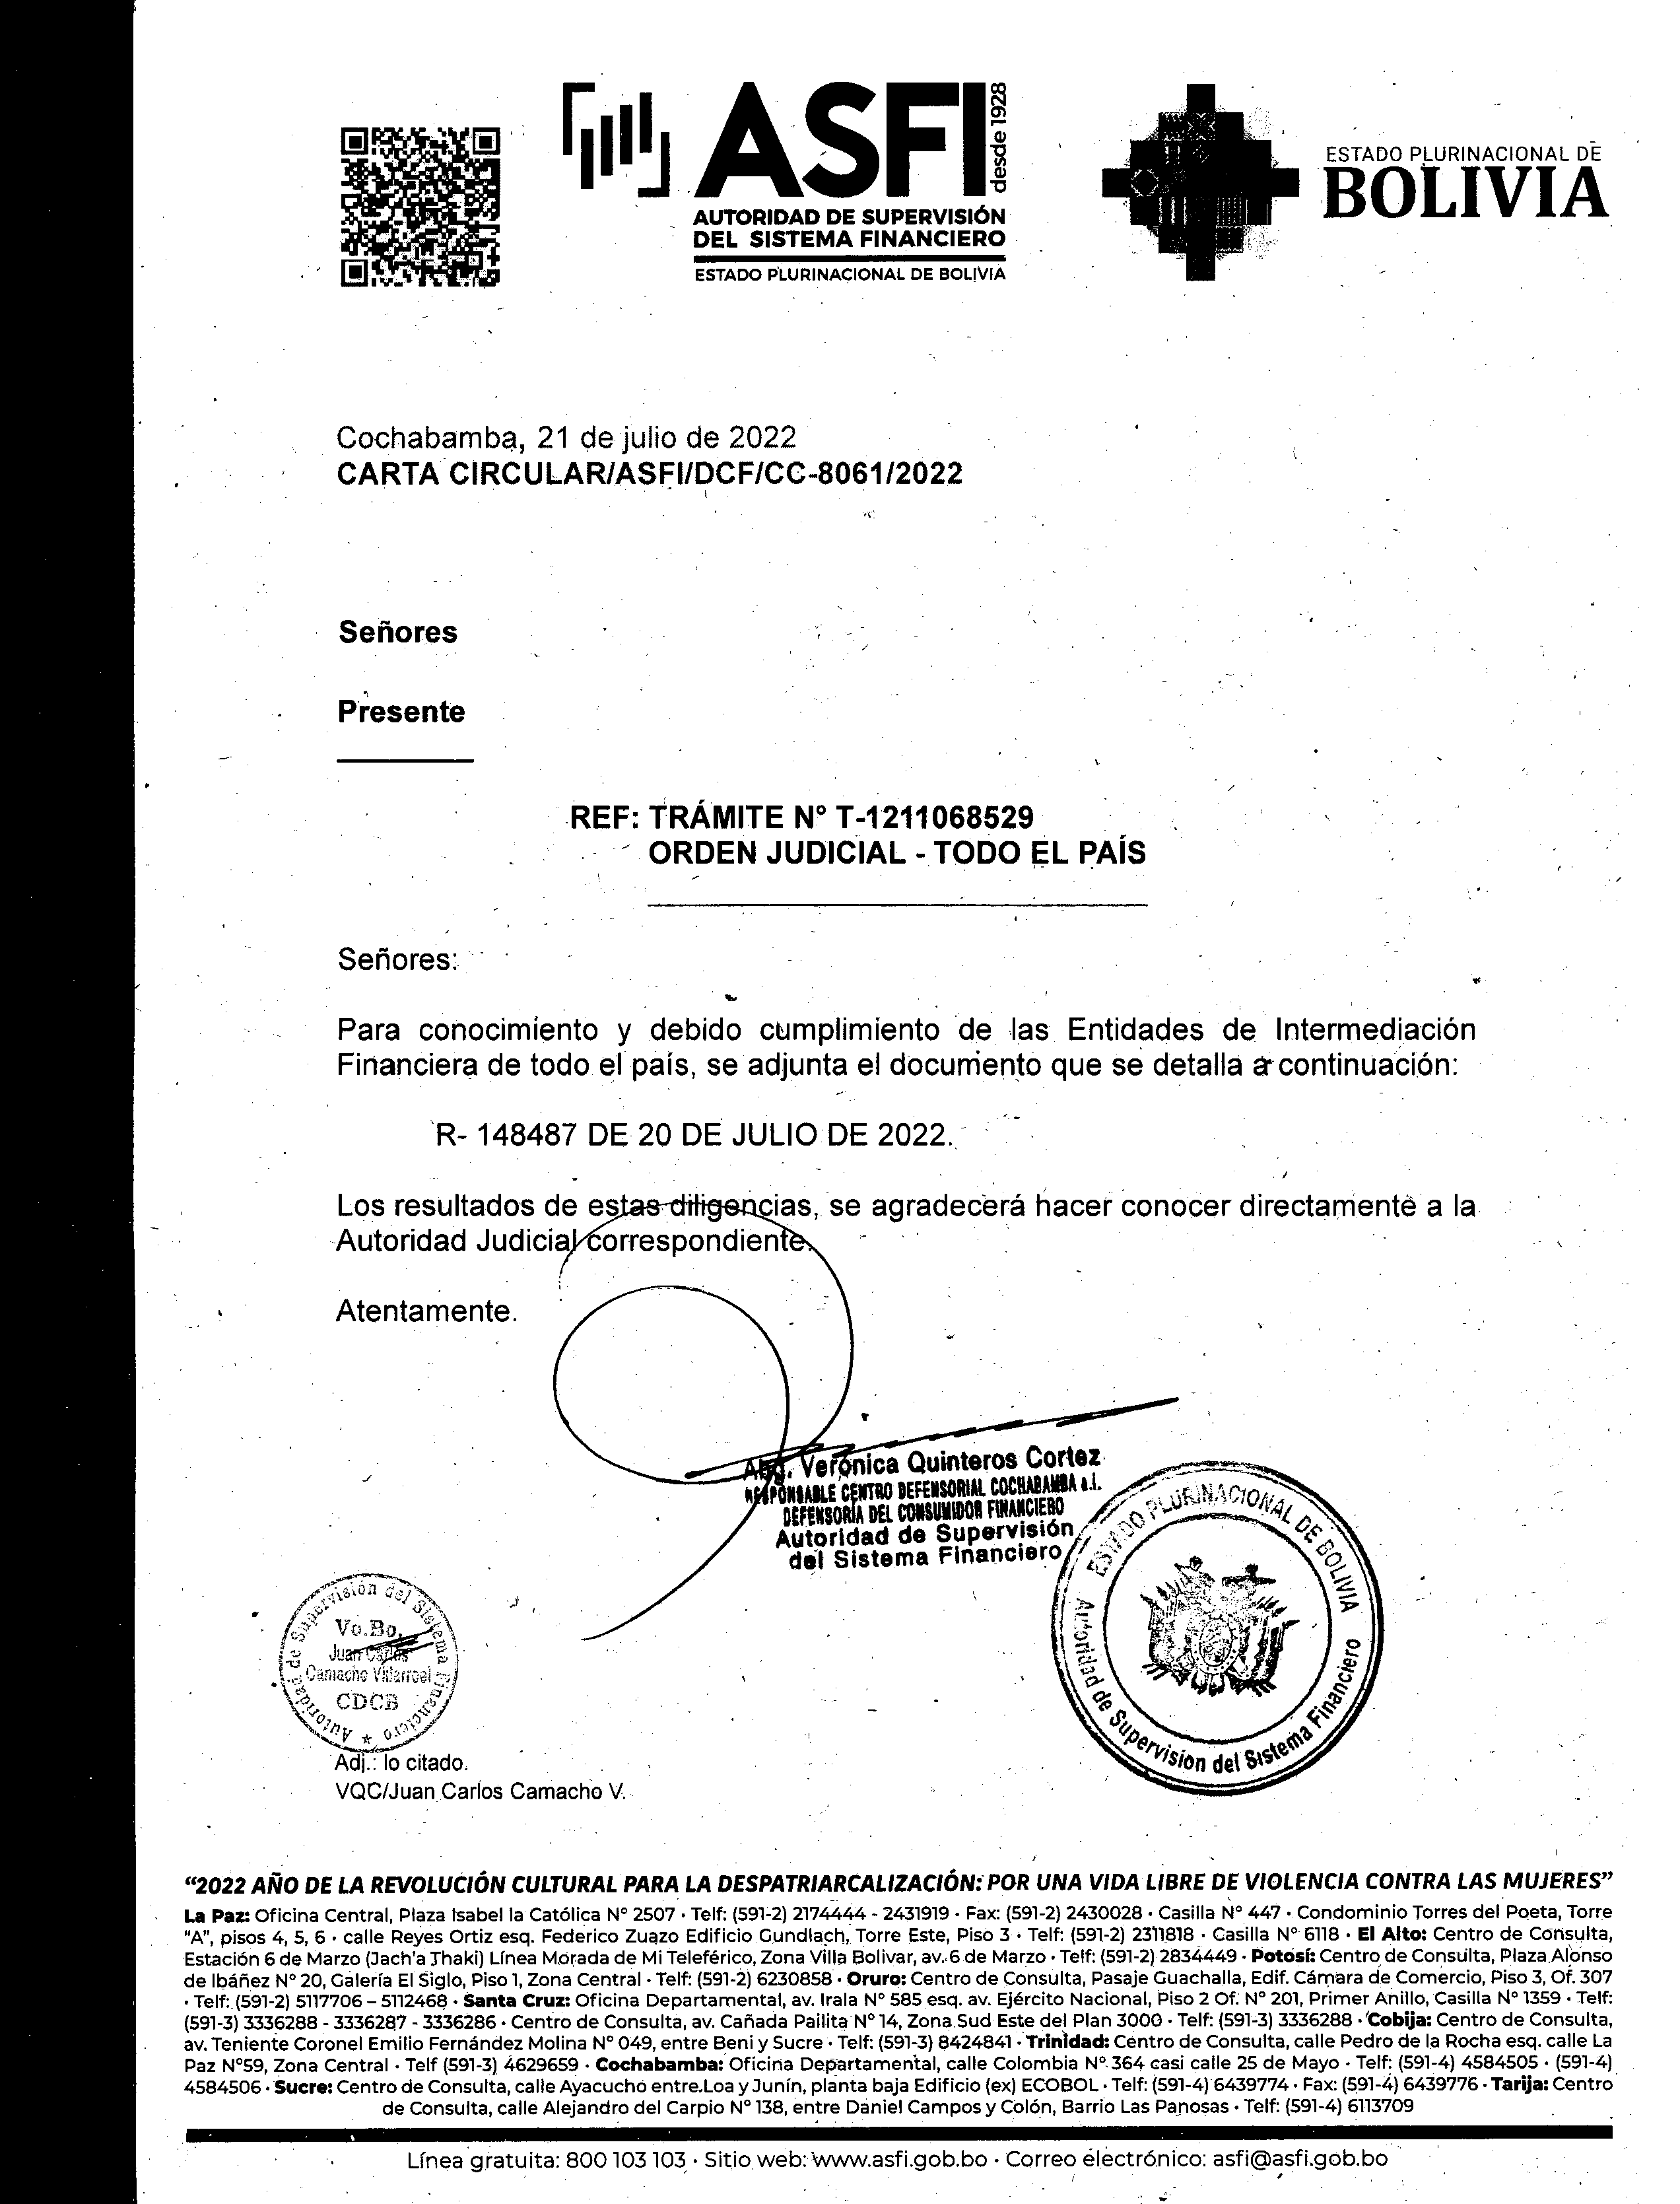 ASFI
desde 1928
AUTORIDAD DE SUPERVISIÓN
DEL SISTEMA FINANCIERO
ESTADO PLURINACIONAL DE BOLIVIA
ESTADO PLURINACIONAL DE
BOLIVIA
Cochabamba, 21 de julio de 2022
CARTA CIRCULAR/ASFI/DCF/CC-8061/2022
Señores
Presente
REF: TRÁMITE N° T-1211068529
ORDEN JUDICIAL - TODO EL PAÍS
Señores:
Para conocimiento y debido cumplimiento de las Entidades de Intermediación
Financiera de todo el país, se adjunta el documento que se detalla a continuación:
R- 148487 DE 20 DE JULIO DE 2022.
Los resultados de estas diligencias, se agradecerá hacer conocer directamente a la
Autoridad Judicial correspondiente.
Atentamente.
Abg. Verónica Quinteros Cortez
RESPONSABLE CENTRO DEFENSORIAL COCHABAMBA a.i.
DEFENSORÍA DEL CONSUMIDOR FINANCIERO
Autoridad de Supervisión
del Sistema Financiero
ESTADO PLURINACIONAL DE BOLIVIA
Autoridad de Supervision del Sistema Financiero
Autoridad de Supervisión del Sistema Financiero
Vo.Bo.
Juan Carlos
Camacho Villarroel
CDCB
Adj.: lo citado.
VQC/Juan Carlos Camacho V.
“2022 AÑO DE LA REVOLUCIÓN CULTURAL PARA LA DESPATRIARCALIZACIÓN: POR UNA VIDA LIBRE DE VIOLENCIA CONTRA LAS MUJERES”
La Paz: Oficina Central, Plaza Isabel la Católica N° 2507 · Telf: (591-2) 2174444 - 2431919 · Fax: (591-2) 2430028 · Casilla N° 447 · Condominio Torres del Poeta, Torre
“A”, pisos 4, 5, 6 · calle Reyes Ortiz esq. Federico Zuazo Edificio Gundlach, Torre Este, Piso 3 · Telf: (591-2) 2311818 · Casilla N° 6118 · El Alto: Centro de Consulta,
Estación 6 de Marzo (Jach'a Thaki) Línea Morada de Mi Teleférico, Zona Villa Bolivar, av. 6 de Marzo · Telf: (591-2) 2834449 · Potosí: Centro de Consulta, Plaza Alonso
de Ibáñez N° 20, Galería El Siglo, Piso 1, Zona Central · Telf: (591-2) 6230858 · Oruro: Centro de Consulta, Pasaje Guachalla, Edif. Cámara de Comercio, Piso 3, Of. 307
· Telf: (591-2) 5117706 – 5112468 · Santa Cruz: Oficina Departamental, av. Irala N° 585 esq. av. Ejército Nacional, Piso 2 Of. N° 201, Primer Anillo, Casilla N° 1359 · Telf:
(591-3) 3336288 - 3336287 - 3336286 · Centro de Consulta, av. Cañada Pailita N° 14, Zona Sud Este del Plan 3000 · Telf: (591-3) 3336288 · Cobija: Centro de Consulta,
av. Teniente Coronel Emilio Fernández Molina N° 049, entre Beni y Sucre · Telf: (591-3) 8424841 · Trinidad: Centro de Consulta, calle Pedro de la Rocha esq. calle La
Paz N°59, Zona Central · Telf (591-3) 4629659 · Cochabamba: Oficina Departamental, calle Colombia N° 364 casi calle 25 de Mayo · Telf: (591-4) 4584505 · (591-4)
4584506 · Sucre: Centro de Consulta, calle Ayacucho entre Loa y Junín, planta baja Edificio (ex) ECOBOL · Telf: (591-4) 6439774 · Fax: (591-4) 6439776 · Tarija: Centro
de Consulta, calle Alejandro del Carpio N° 138, entre Daniel Campos y Colón, Barrio Las Panosas · Telf: (591-4) 6113709
Línea gratuita: 800 103 103 · Sitio web: www.asfi.gob.bo · Correo electrónico: asfi@asfi.gob.bo